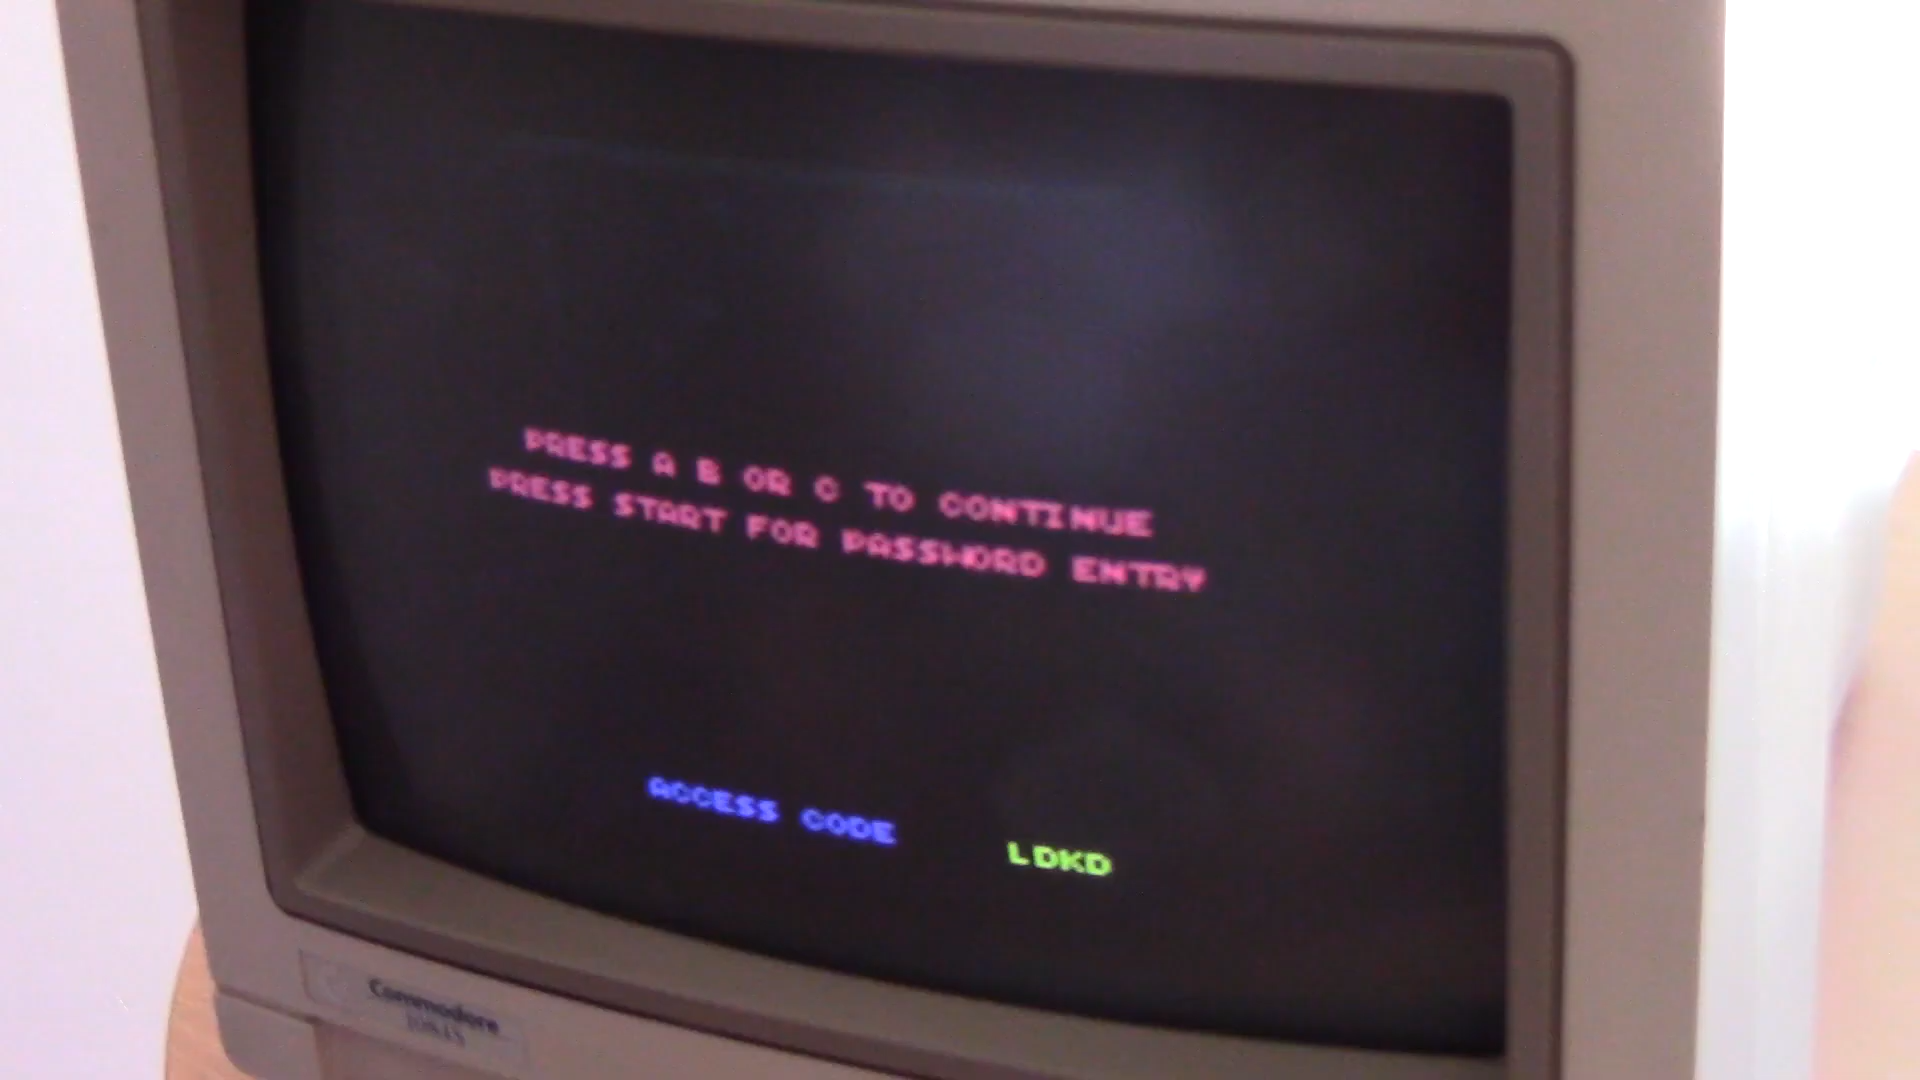 PRESS A B OR C TO CONTINUE
PRESS START FOR PASSWORD ENTRY
ACCESS CODE LDKD
Commodore